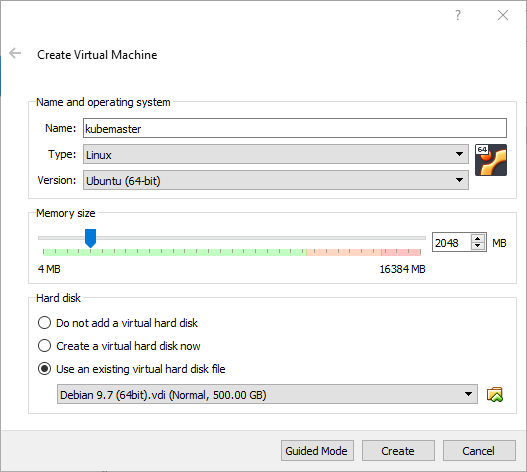 ?
Create Virtual Machine
Name and operating system
Name: kubemaster
Type: Linux
64
Version: Ubuntu (64-bit)
Memory size
2048 MB
4 MB 16384 MB
Hard disk
Do not add a virtual hard disk
Create a virtual hard disk now
Use an existing virtual hard disk file
Debian 9.7 (64bit).vdi (Normal, 500.00 GB)
Guided Mode Create Cancel